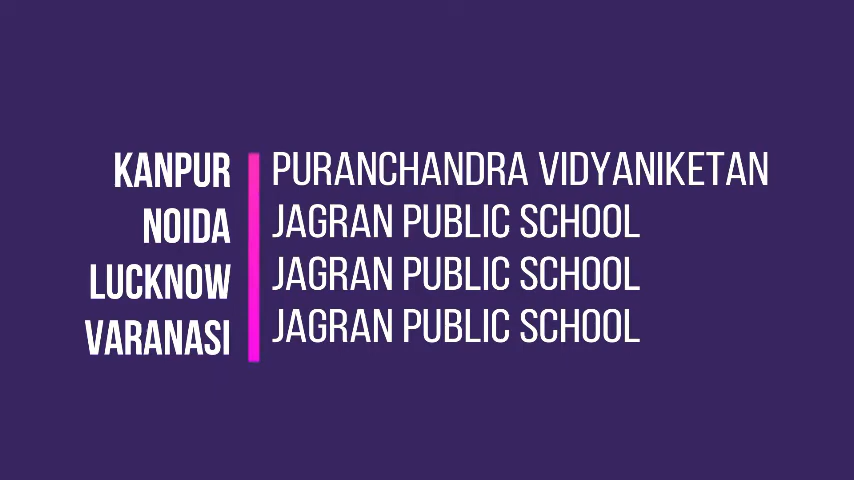 KANPUR PURANCHANDRA VIDYANIKETAN
NOIDA JAGRAN PUBLIC SCHOOL
LUCKNOW JAGRAN PUBLIC SCHOOL
VARANASI JAGRAN PUBLIC SCHOOL